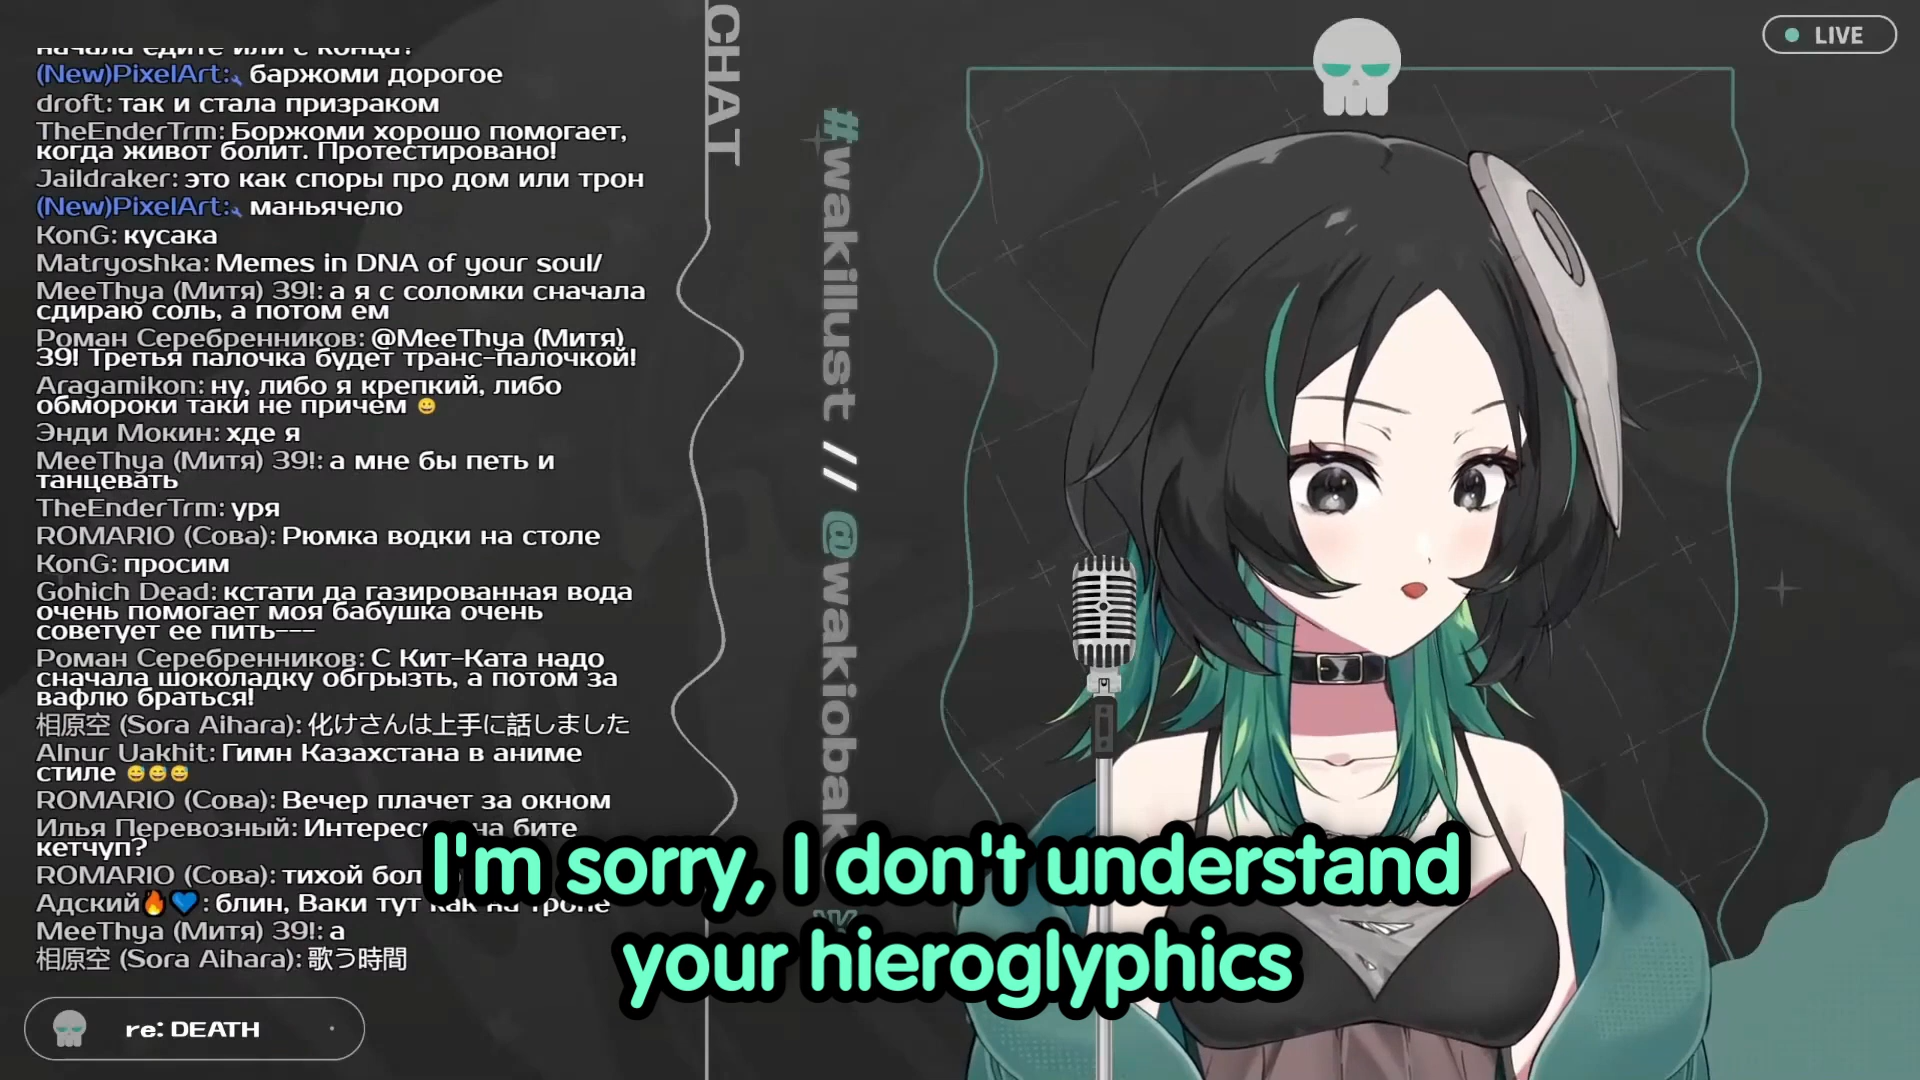 начала едите или с конца?
(New)PixelArt: баржоми дорогое
droft: так и стала призраком
TheEnderTrm: Боржоми хорошо помогает,
когда живот болит. Протестировано!
Jaildraker: это как споры про дом или трон
(New)PixelArt: маньячело
KonG: кусака
Matryoshka: Memes in DNA of your soul/
MeeThya (Митя) 39!: а я с соломки сначала
сдираю соль, а потом ем
Роман Серебренников: @MeeThya (Митя)
39! Третья палочка будет транс-палочкой!
Aragamikon: ну, либо я крепкий, либо
обмороки таки не причем 😀
Энди Мокин: хде я
MeeThya (Митя) 39!: а мне бы петь и
танцевать
TheEnderTrm: уря
ROMARIO (Сова): Рюмка водки на столе
KonG: просим
Gohich Dead: кстати да газированная вода
очень помогает моя бабушка очень
советует ее пить---
Роман Серебренников: С Кит-Ката надо
сначала шоколадку обгрызть, а потом за
вафлю браться!
相原空 (Sora Aihara): 化けさんは上手に話しました
Alnur Uakhit: Гимн Казахстана в аниме
стиле 😅😅😅
ROMARIO (Сова): Вечер плачет за окном
Илья Перевозный: на бите
кетчуп?
ROMARIO (Сова): тихой
Адский🔥💙: блин, Ваки тут как на троне
MeeThya (Митя) 39!: а
相原空 (Sora Aihara): 歌う時間
re: DEATH
CHAT
#wakillust // @wakiobak
LIVE
I'm sorry, I don't understand
your hieroglyphics